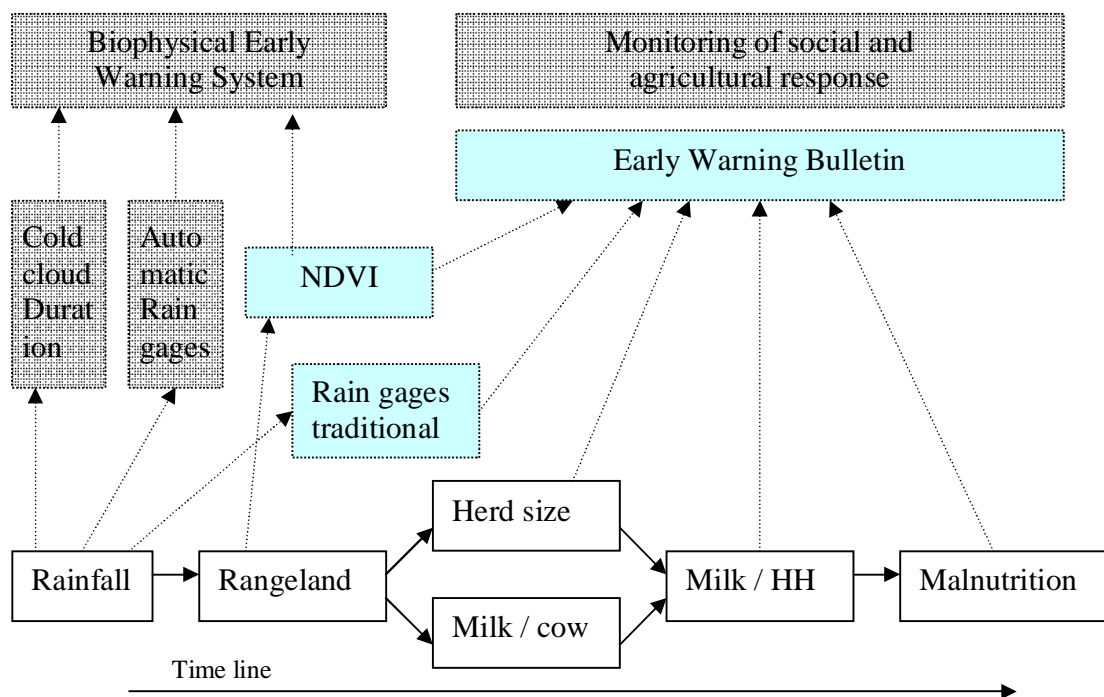 Biophysical Early
Warning System
Monitoring of social and
agricultural response
Early Warning Bulletin
Cold
cloud
Durat
ion
Auto
matic
Rain
gages
NDVI
Rain gages
traditional
Herd size
Rainfall
Rangeland
Milk / HH
Malnutrition
Milk / cow
Time line